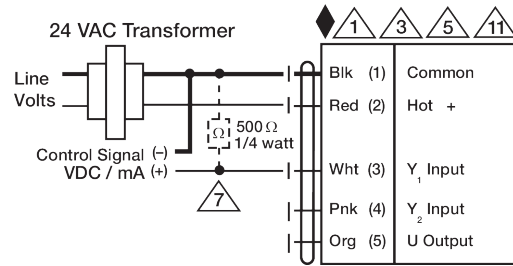 24 VAC Transformer
1 3 5 11
Line
Volts
Blk (1) Common
Red (2) Hot +
Ω 500 Ω
1/4 watt
Control Signal (–)
VDC / mA (+)
Wht (3) Y1 Input
7
Pnk (4) Y2 Input
Org (5) U Output